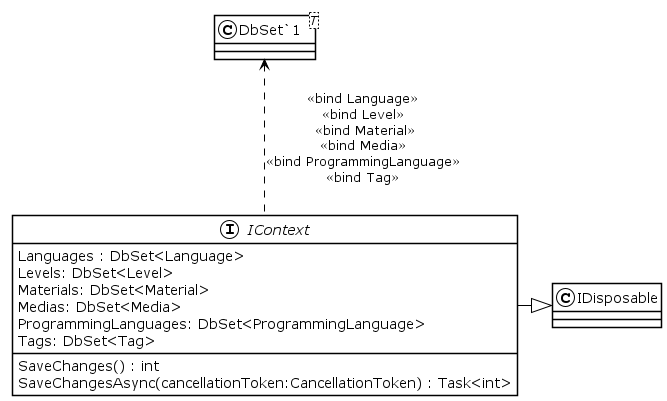 C DbSet`1 T
«bind Language»
«bind Level»
«bind Material»
«bind Media»
«bind ProgrammingLanguage»
«bind Tag»
I IContext
Languages : DbSet<Language>
Levels: DbSet<Level>
Materials: DbSet<Material>
Medias: DbSet<Media>
ProgrammingLanguages: DbSet<ProgrammingLanguage>
Tags: DbSet<Tag>
SaveChanges() : int
SaveChangesAsync(cancellationToken:CancellationToken) : Task<int>
C IDisposable